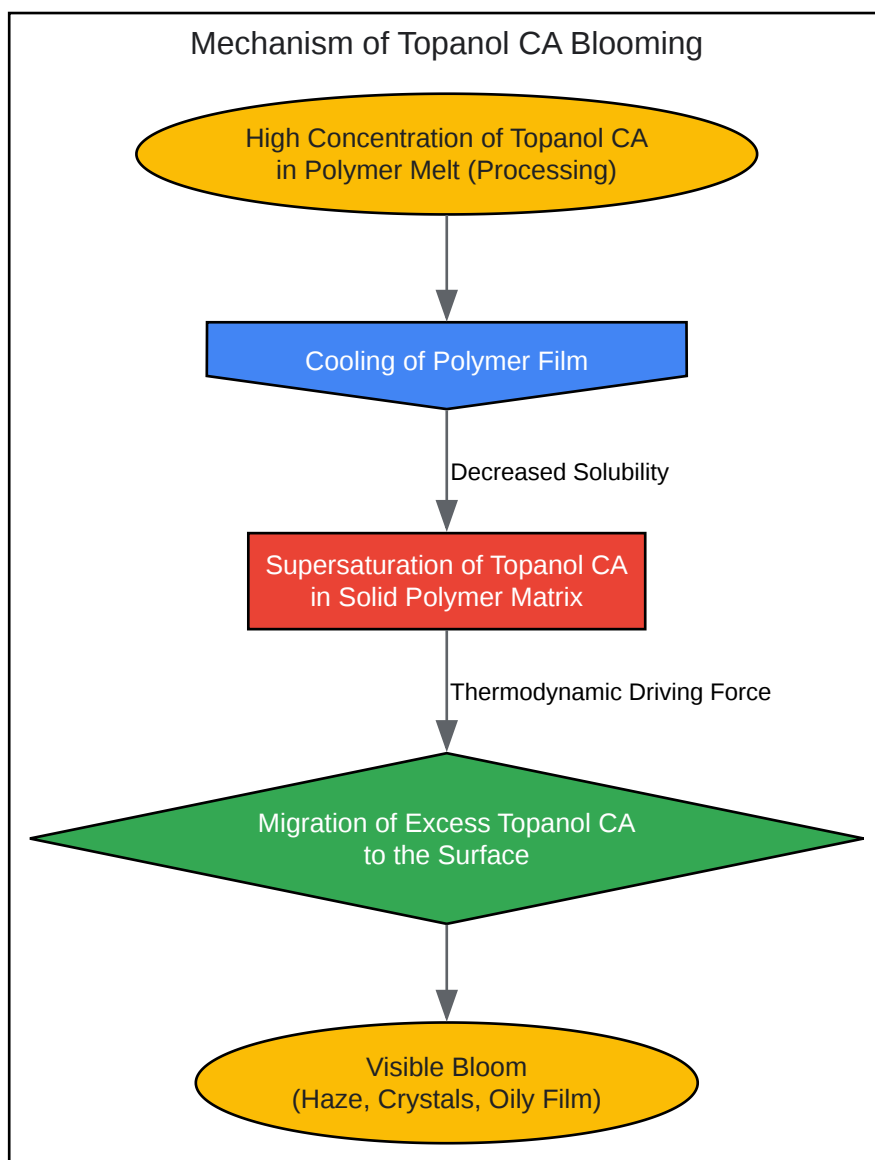 Mechanism of Topanol CA Blooming
High Concentration of Topanol CA
in Polymer Melt (Processing)
Cooling of Polymer Film
Decreased Solubility
Supersaturation of Topanol CA
in Solid Polymer Matrix
Thermodynamic Driving Force
Migration of Excess Topanol CA
to the Surface
Visible Bloom
(Haze, Crystals, Oily Film)